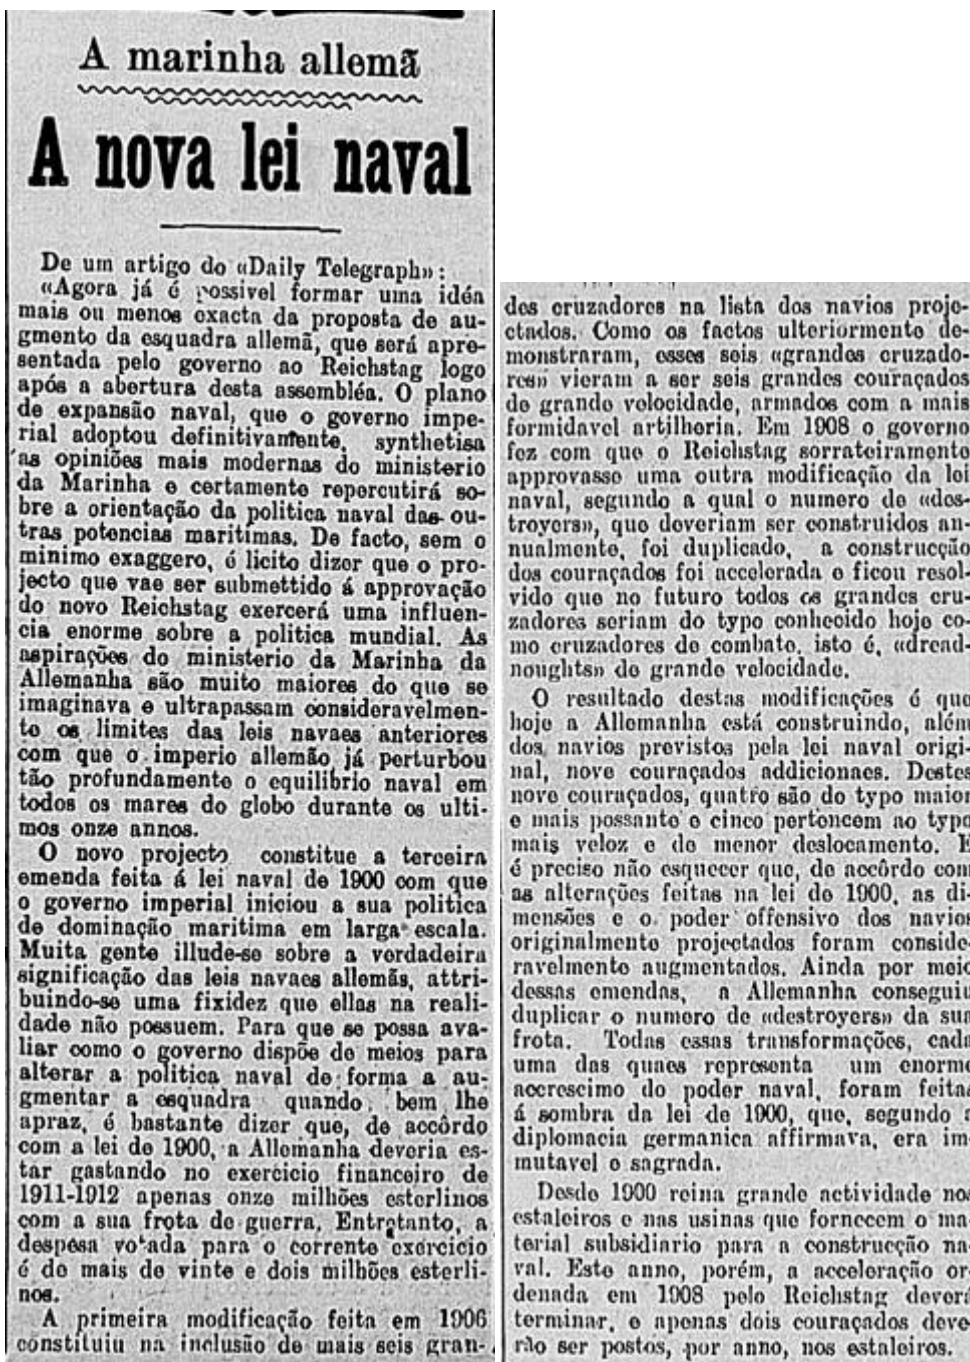 A marinha allemã
A nova lei naval
De um artigo do «Daily Telegraph»:
«Agora já é possivel formar uma idéa
mais ou menos exacta da proposta de au-
gmento da esquadra allemã, que será apre-
sentada pelo governo ao Reichstag logo
após a abertura desta assembléa. O plano
de expansão naval, que o governo impe-
rial adoptou definitivamente, synthetisa
as opiniões mais modernas do ministerio
da Marinha e certamente repercutirá so-
bre a orientação da politica naval das ou-
tras potencias maritimas. De facto, sem o
minimo exaggero, é licito dizer que o pro-
jecto que vae ser submettido á approvação
do novo Reichstag exercerá uma influen-
cia enorme sobre a politica mundial. As
aspirações do ministerio da Marinha da
Allemanha são muito maiores do que se
imaginava e ultrapassam consideravelmen-
te os limites das leis navaes anteriores
com que o imperio allemão já perturbou
tão profundamente o equilibrio naval em
todos os mares do globo durante os ulti-
mos onze annos.
O novo projecto constitue a terceira
emenda feita á lei naval de 1900 com que
o governo imperial iniciou a sua politica
de dominação maritima em larga escala.
Muita gente illude-se sobre a verdadeira
significação das leis navaes allemãs, attri-
buindo-se uma fixidez que ellas na reali-
dade não possuem. Para que se possa ava-
liar como o governo dispõe de meios para
alterar a politica naval de forma a au-
gmentar a esquadra quando bem lhe
apraz, é bastante dizer que, de accôrdo
com a lei de 1900, a Allemanha deveria es-
tar gastando no exercicio financeiro de
1911-1912 apenas onze milhões esterlinos
com a sua frota de guerra. Entretanto, a
despesa votada para o corrente exercicio
é de mais de vinte e dois milhões esterli-
nos.
A primeira modificação feita em 1906
constituiu na inclusão de mais seis gran-
des cruzadores na lista dos navios proje-
ctados. Como os factos ulteriormente de-
monstraram, esses seis «grandes cruzado-
res» vieram a ser seis grandes couraçados
de grande velocidade, armados com a mais
formidavel artilheria. Em 1908 o governo
fez com que o Reichstag sorrateiramente
approvasse uma outra modificação da lei
naval, segundo a qual o numero de «des-
troyers», que deveriam ser construidos an-
nualmente, foi duplicado, a construcção
dos couraçados foi accelerada e ficou resol-
vido que no futuro todos os grandes cru-
zadores seriam do typo conhecido hoje co-
mo cruzadores de combate, isto é, «dread-
noughts» de grande velocidade.
O resultado destas modificações é que
hoje a Allemanha está construindo, além
dos navios previstos pela lei naval origi-
nal, nove couraçados addicionaes. Destes
nove couraçados, quatro são do typo maior
e mais possante e cinco pertencem ao typo
mais veloz e de menor deslocamento. E
é preciso não esquecer que, de accôrdo com
as alterações feitas na lei de 1900, as di-
mensões e o poder offensivo dos navios
originalmente projectados foram conside-
ravelmente augmentados. Ainda por meio
dessas emendas, a Allemanha conseguiu
duplicar o numero de «destroyers» da sua
frota. Todas essas transformações, cada
uma das quaes representa um enorme
accrescimo do poder naval, foram feitas
á sombra da lei de 1900, que, segundo a
diplomacia germanica affirmava, era im-
mutavel e sagrada.
Desde 1900 reina grande actividade nos
estaleiros e nas usinas que fornecem o ma-
terial subsidiario para a construcção na-
val. Este anno, porém, a acceleração or-
denada em 1908 pelo Reichstag deverá
terminar, e apenas dois couraçados deve-
rão ser postos, por anno, nos estaleiros.